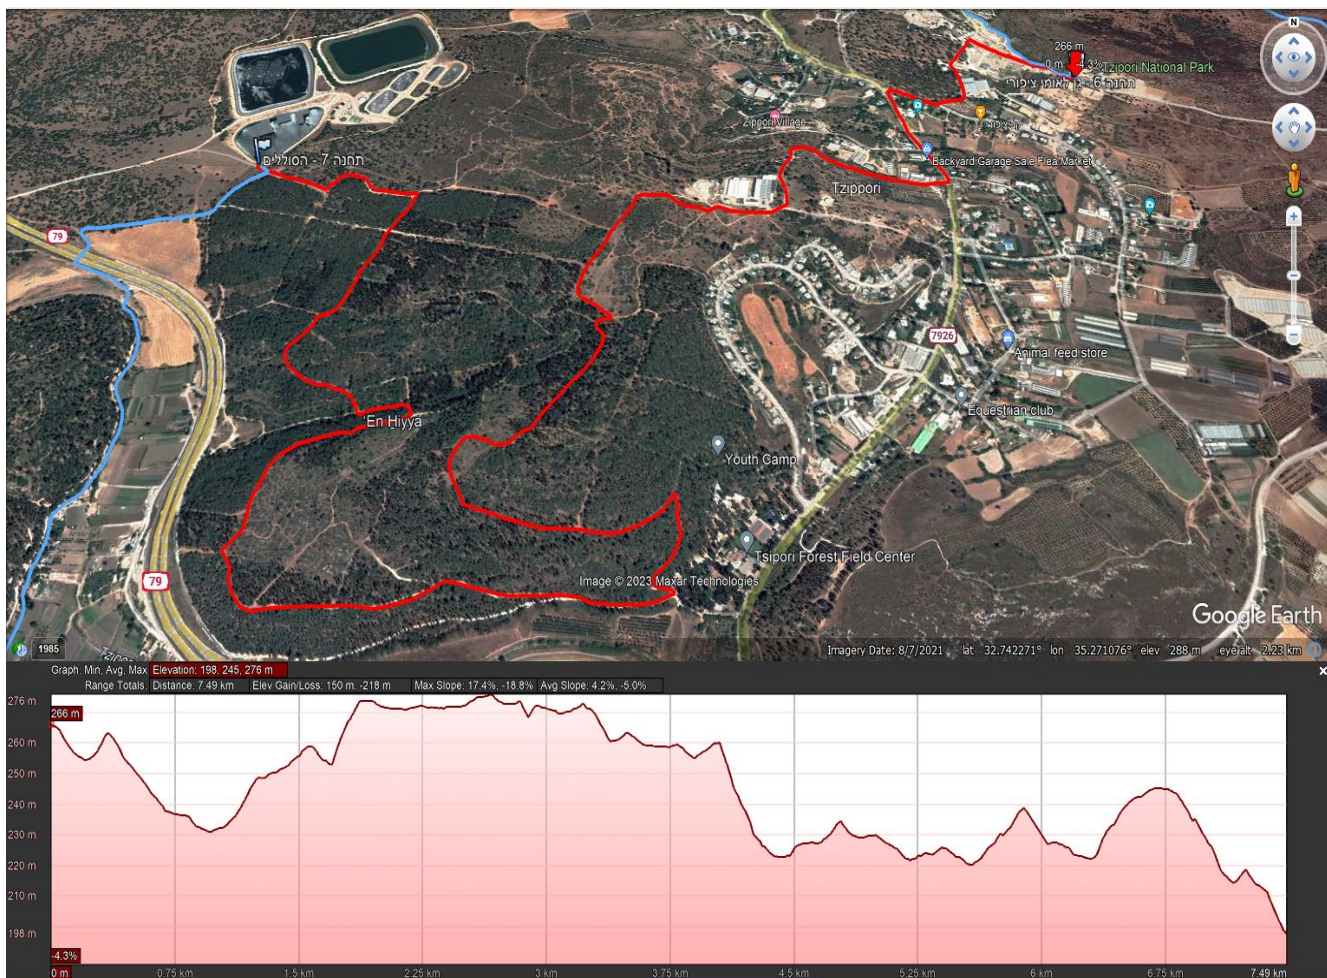 N
266 m
0 m -4.3%
Tzipori National Park
תחנה 6 - גן לאומי ציפורי
Zippori Village
תחנה 7 - הסוללים
Backyard Garage Sale Flea Market
Tzippori
79
7926
Animal feed store
Equestrian club
'En Hiyya
Youth Camp
Tsipori Forest Field Center
79
Image © 2023 Maxar Technologies
Google Earth
1985
Imagery Date: 8/7/2021 lat 32.742271° lon 35.271076° elev 288 m eye alt 2.23 km
Graph: Min, Avg, Max Elevation: 198, 245, 276 m
Range Totals: Distance: 7.49 km Elev Gain/Loss: 150 m, -218 m Max Slope: 17.4%, -18.8% Avg Slope: 4.2%, -5.0%
276 m
266 m
260 m
250 m
240 m
230 m
220 m
210 m
198 m
-4.3%
0 m 0.75 km 1.5 km 2.25 km 3 km 3.75 km 4.5 km 5.25 km 6 km 6.75 km 7.49 km